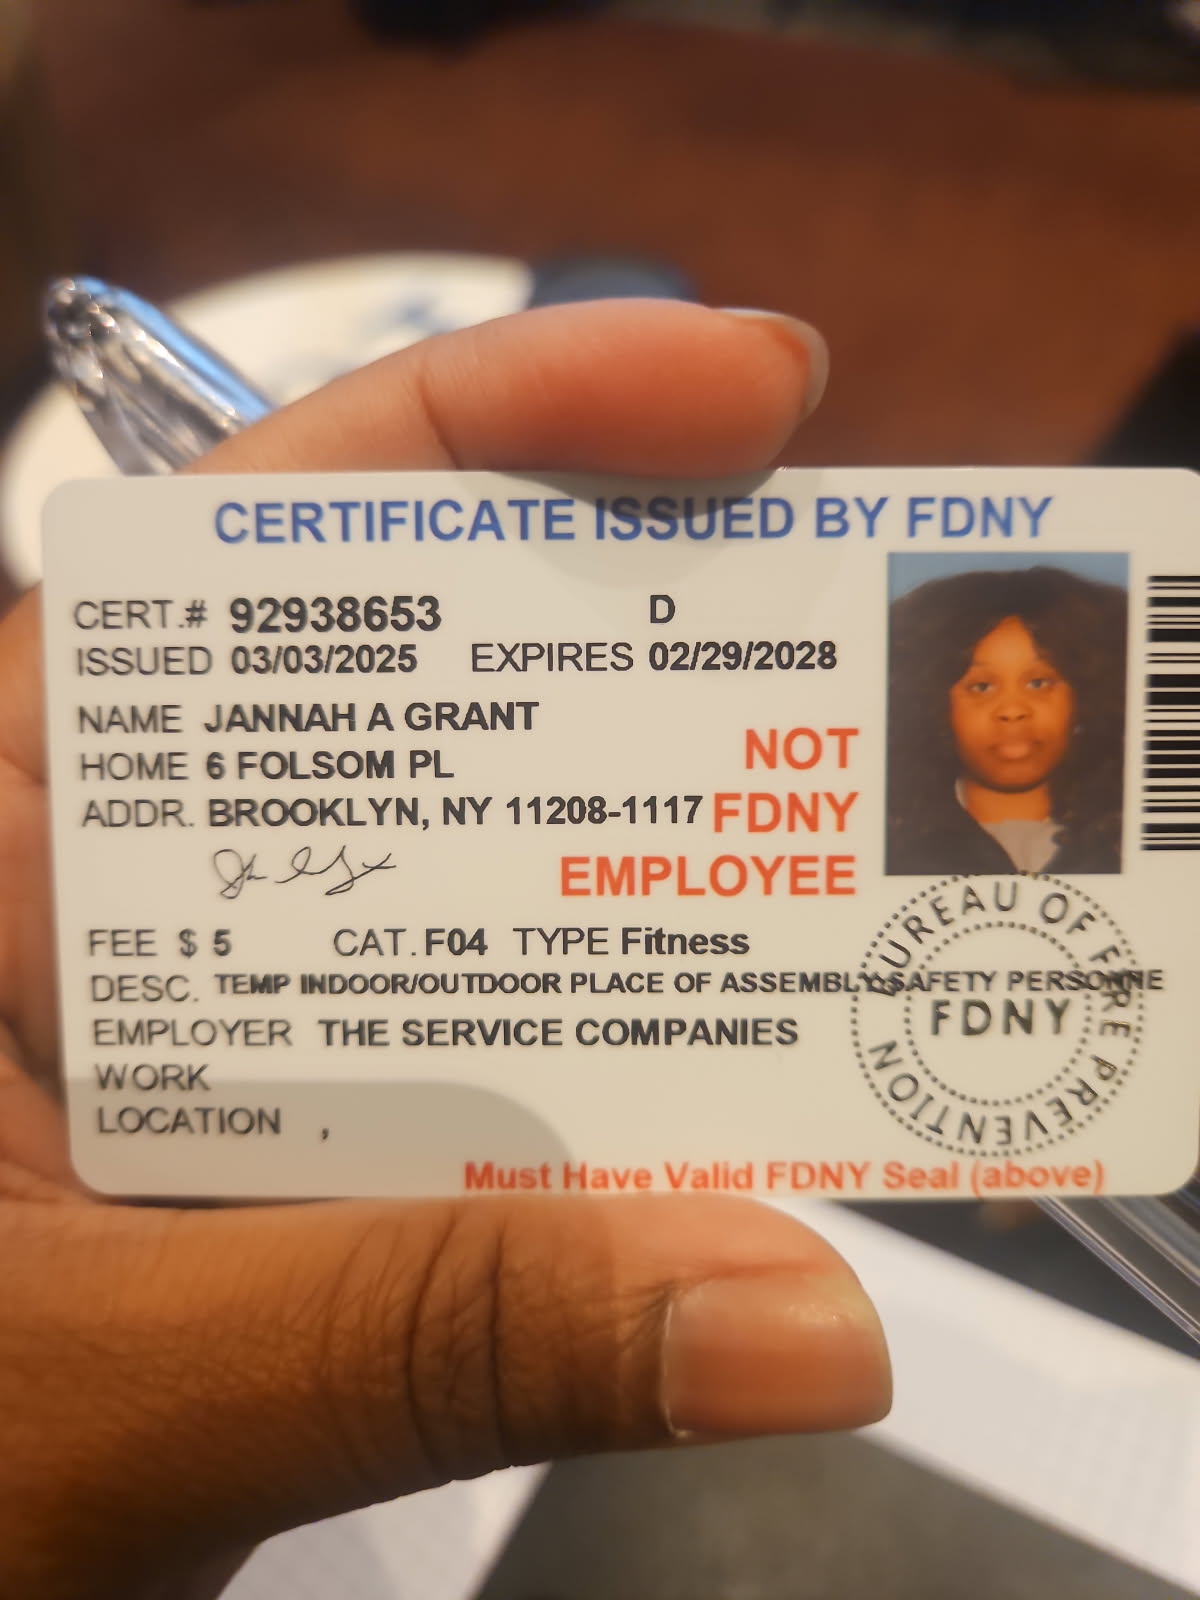 CERTIFICATE ISSUED BY FDNY
CERT.# 92938653 D
ISSUED 03/03/2025 EXPIRES 02/29/2028
NAME JANNAH A GRANT
HOME 6 FOLSOM PL
ADDR. BROOKLYN, NY 11208-1117
NOT
FDNY
EMPLOYEE
FEE $ 5 CAT. F04 TYPE Fitness
DESC. TEMP INDOOR/OUTDOOR PLACE OF ASSEMBLY SAFETY PERSONNE
EMPLOYER THE SERVICE COMPANIES
WORK
LOCATION ,
BUREAU OF FIRE PREVENTION
FDNY
Must Have Valid FDNY Seal (above)